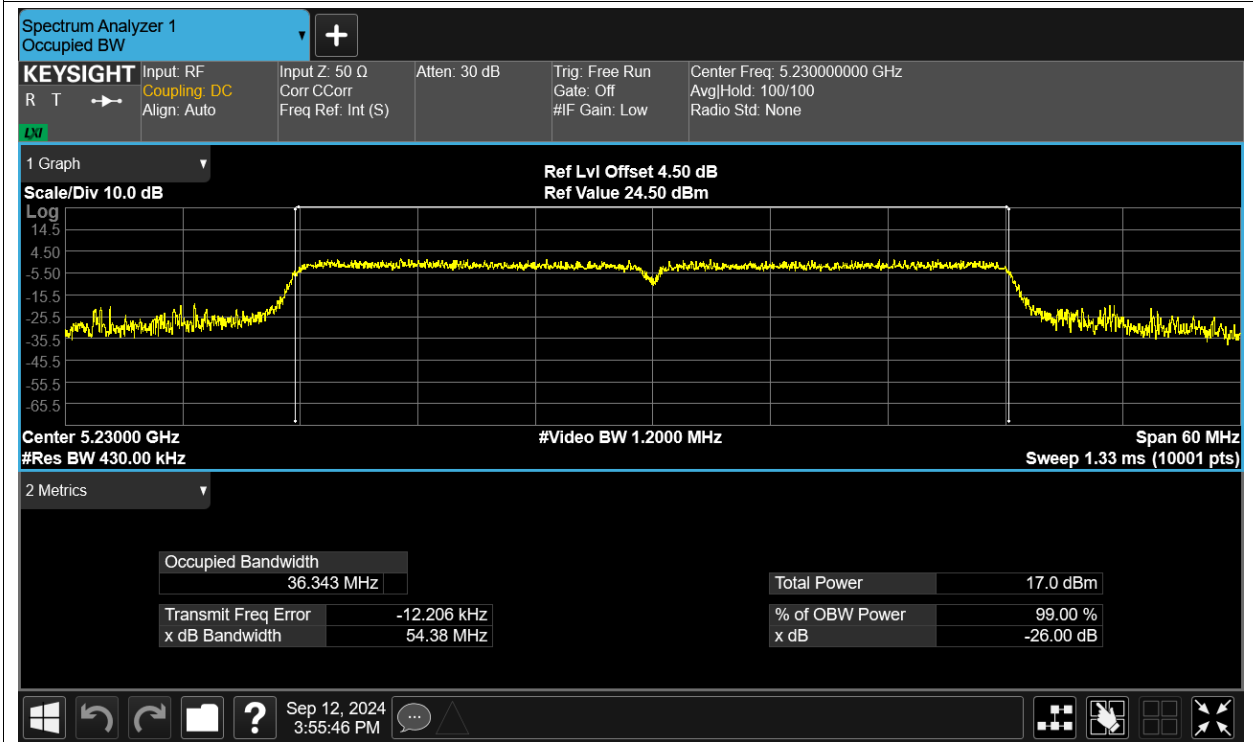 Spectrum Analyzer 1
Occupied BW
KEYSIGHT
R T
LXI
Input: RF
Coupling: DC
Align: Auto
Input Z: 50 Ω
Corr CCorr
Freq Ref: Int (S)
Atten: 30 dB
Trig: Free Run
Gate: Off
#IF Gain: Low
Center Freq: 5.230000000 GHz
Avg|Hold: 100/100
Radio Std: None
1 Graph
Scale/Div 10.0 dB
Ref Lvl Offset 4.50 dB
Ref Value 24.50 dBm
Log
14.5
4.50
-5.50
-15.5
-25.5
-35.5
-45.5
-55.5
-65.5
Center 5.23000 GHz
#Res BW 430.00 kHz
#Video BW 1.2000 MHz
Span 60 MHz
Sweep 1.33 ms (10001 pts)
2 Metrics
Occupied Bandwidth
36.343 MHz
Transmit Freq Error -12.206 kHz
x dB Bandwidth 54.38 MHz
Total Power 17.0 dBm
% of OBW Power 99.00 %
x dB -26.00 dB
?
Sep 12, 2024
3:55:46 PM